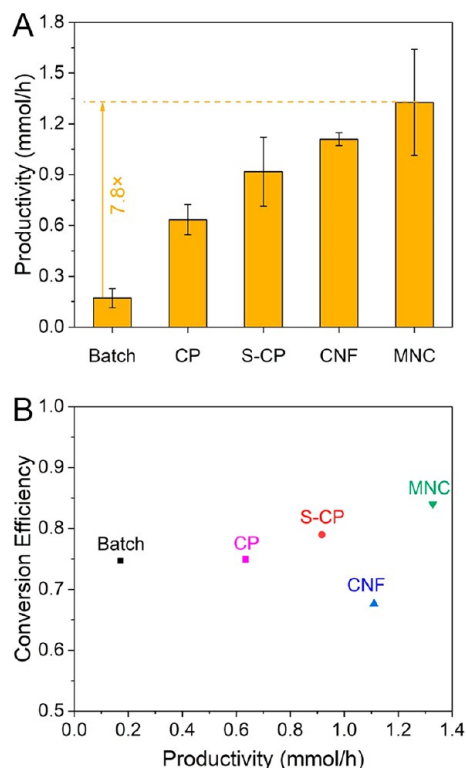 A
Productivity (mmol/h)
1.8
1.5
1.2
0.9
0.6
0.3
0.0
7.8×
Batch
CP
S-CP
CNF
MNC
B
Conversion Efficiency
1.0
0.9
0.8
0.7
0.6
0.5
MNC
S-CP
Batch
CP
CNF
0.0 0.2 0.4 0.6 0.8 1.0 1.2 1.4
Productivity (mmol/h)